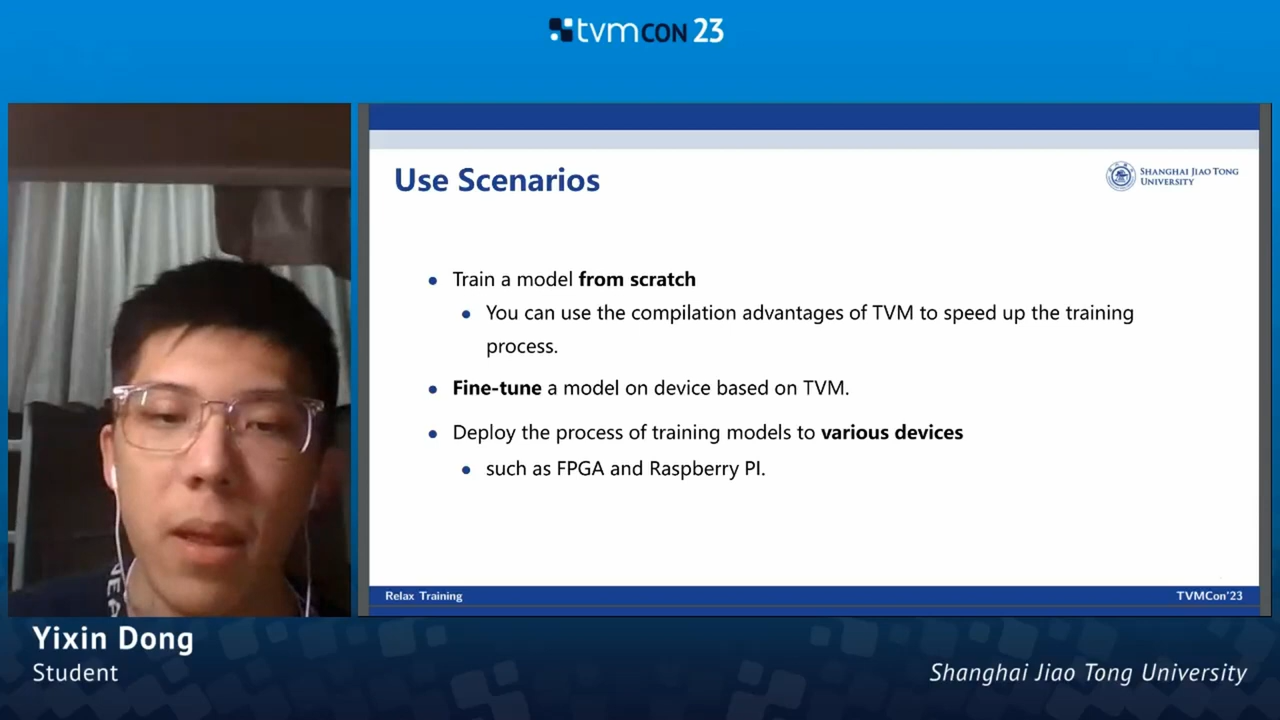 tvmCON 23
Use Scenarios
SHANGHAI JIAO TONG
UNIVERSITY
• Train a model from scratch
• You can use the compilation advantages of TVM to speed up the training
process.
• Fine-tune a model on device based on TVM.
• Deploy the process of training models to various devices
• such as FPGA and Raspberry PI.
Relax Training
TVMCon'23
Yixin Dong
Student
Shanghai Jiao Tong University